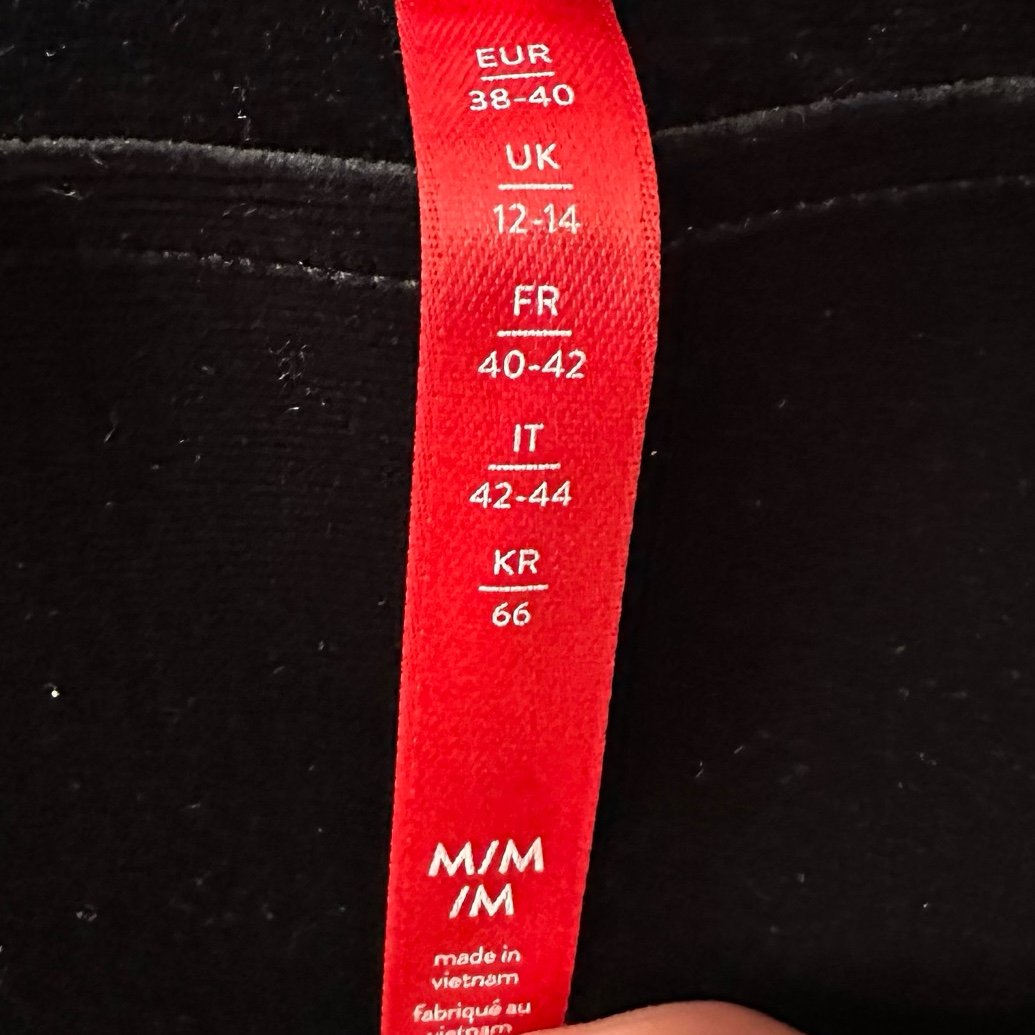 EUR
38-40
UK
12-14
FR
40-42
IT
42-44
KR
66
M/M
/M
made in
vietnam
fabriqué au
vietnam